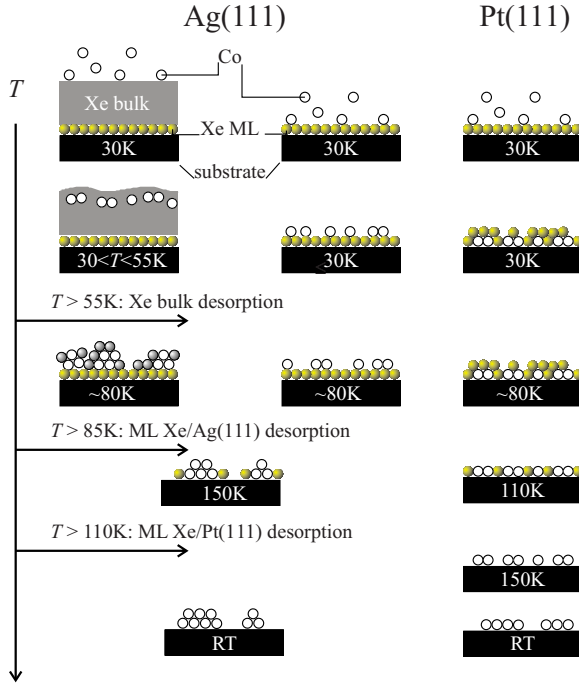 Ag(111) Pt(111)
Co
T
Xe bulk
Xe ML
30K 30K 30K
substrate
30<T<55K 30K 30K
≤
T > 55K: Xe bulk desorption
~80K ~80K ~80K
T > 85K: ML Xe/Ag(111) desorption
150K 110K
T > 110K: ML Xe/Pt(111) desorption
150K
RT RT